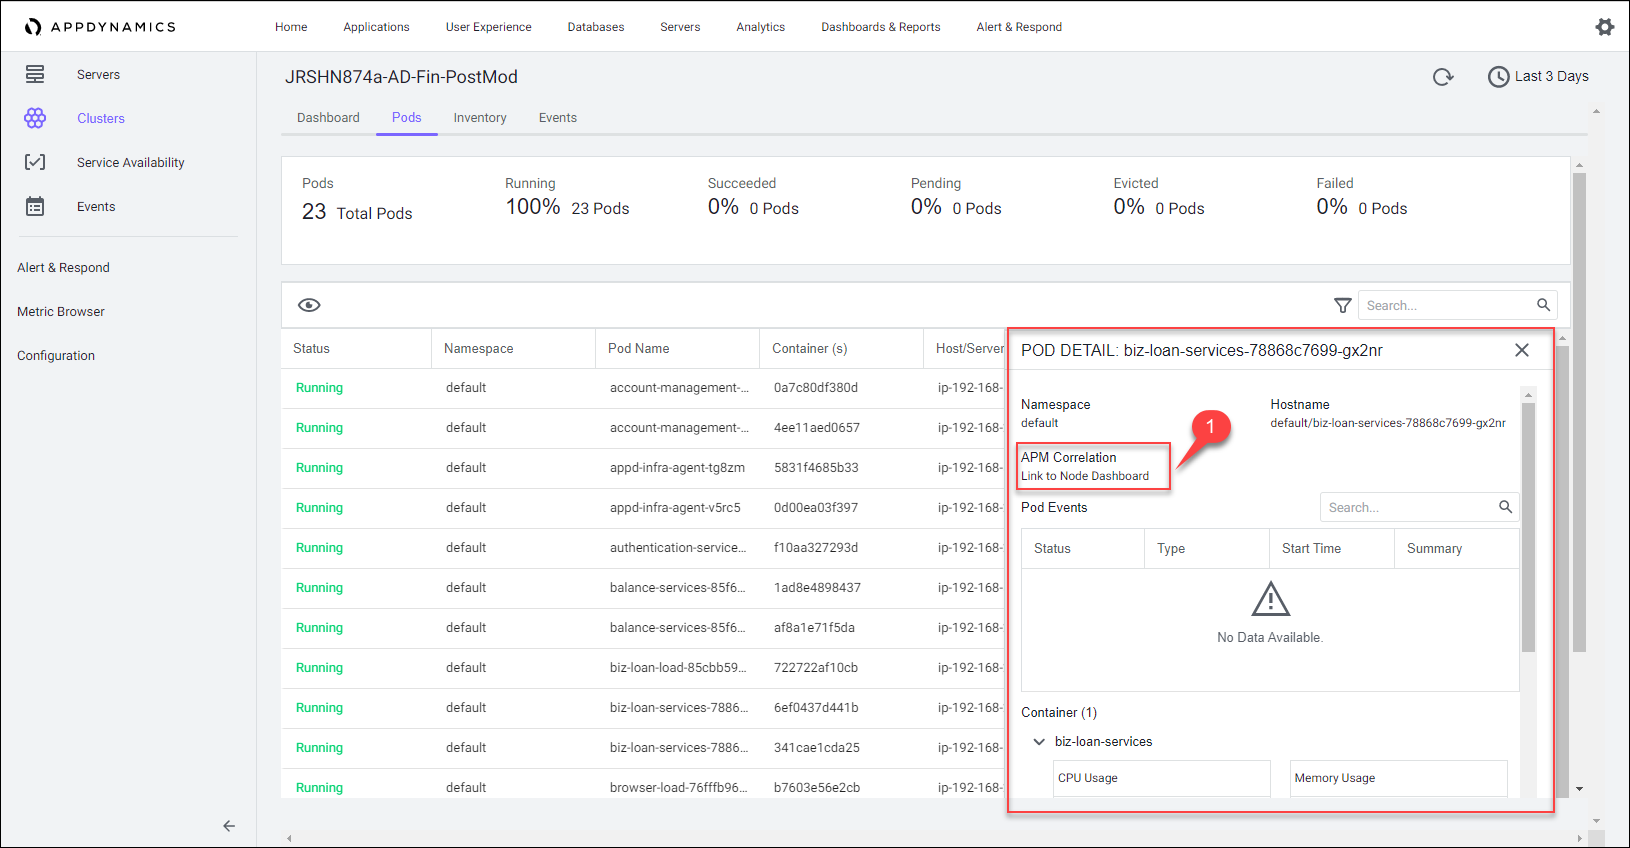 APPDYNAMICS
Home Applications User Experience Databases Servers Analytics Dashboards & Reports Alert & Respond
Servers
Clusters
Service Availability
Events
Alert & Respond
Metric Browser
Configuration
JRSHN874a-AD-Fin-PostMod
Last 3 Days
Dashboard Pods Inventory Events
Pods Running Succeeded Pending Evicted Failed
23 Total Pods 100% 23 Pods 0% 0 Pods 0% 0 Pods 0% 0 Pods 0% 0 Pods
Search...
Status Namespace Pod Name Container (s) Host/Server
Running default account-management-... 0a7c80df380d ip-192-168-
Running default account-management-... 4ee11aed0657 ip-192-168-
Running default appd-infra-agent-tg8zm 5831f4685b33 ip-192-168-
Running default appd-infra-agent-v5rc5 0d00ea03f397 ip-192-168-
Running default authentication-service... f10aa327293d ip-192-168-
Running default balance-services-85f6... 1ad8e4898437 ip-192-168-
Running default balance-services-85f6... af8a1e71f5da ip-192-168-
Running default biz-loan-load-85cbb59... 722722af10cb ip-192-168-
Running default biz-loan-services-7886... 6ef0437d441b ip-192-168-
Running default biz-loan-services-7886... 341cae1cda25 ip-192-168-
Running default browser-load-76fffb96... b7603e56e2cb ip-192-168-
POD DETAIL: biz-loan-services-78868c7699-gx2nr
Namespace Hostname
default default/biz-loan-services-78868c7699-gx2nr
1
APM Correlation
Link to Node Dashboard
Pod Events Search...
Status Type Start Time Summary
No Data Available.
Container (1)
biz-loan-services
CPU Usage Memory Usage